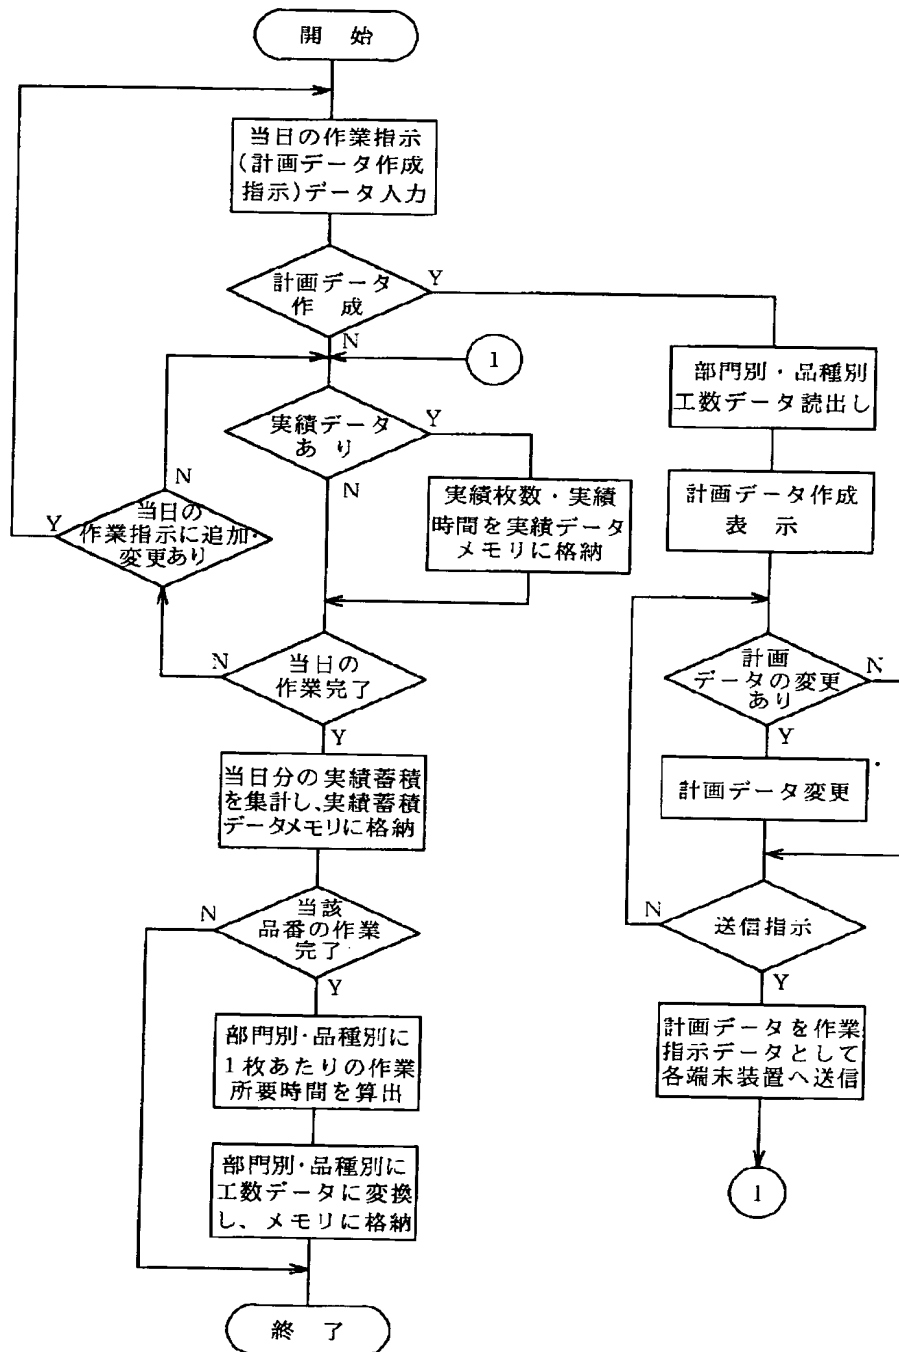 開 始
当日の作業指示
(計画データ作成
指示)データ入力
計画データ
作 成
Y
N
1
実績データ
あ り
Y
N
実績枚数・実績
時間を実績データ
メモリに格納
当日の
作業指示に追加・
変更あり
N
Y
当日の
作業完了
N
Y
当日分の実績蓄積
を集計し、実績蓄積
データメモリに格納
当該
品番の作業
完了
N
Y
部門別・品種別に
1枚あたりの作業
所要時間を算出
部門別・品種別に
工数データに変換
し、メモリに格納
終 了
部門別・品種別
工数データ読出し
計画データ作成
表 示
計画
データの変更
あり
N
Y
計画データ変更
送信指示
N
Y
計画データを作業
指示データとして
各端末装置へ送信
1